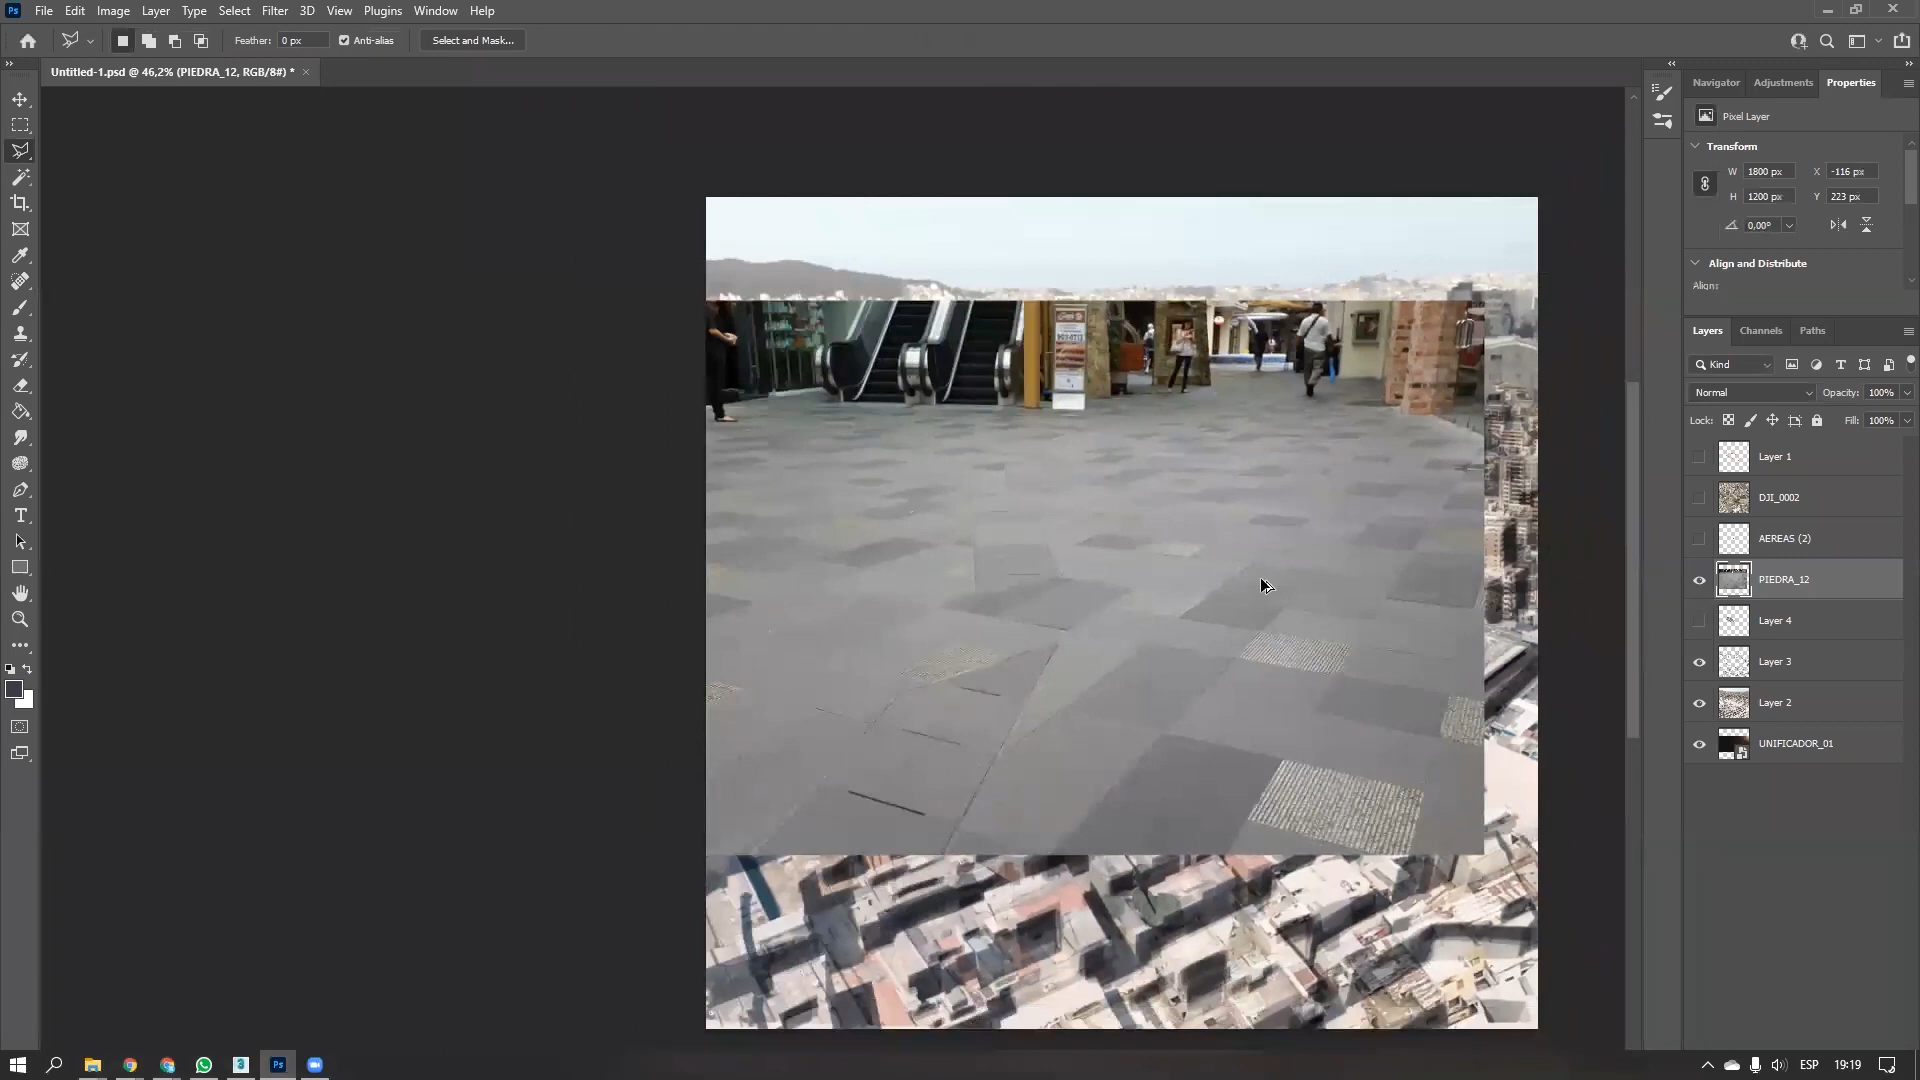 Ps File Edit Image Layer Type Select Filter 3D View Plugins Window Help
Feather: 0 px Anti-alias Select and Mask...
Untitled-1.psd @ 46,2% (PIEDRA_12, RGB/8#) * ×
Navigator Adjustments Properties
Pixel Layer
Transform
W 1800 px X -116 px
H 1200 px Y 223 px
0,00°
Align and Distribute
Align:
Layers Channels Paths
Kind
Normal Opacity: 100%
Lock: Fill: 100%
Layer 1
DJI_0002
AEREAS (2)
PIEDRA_12
Layer 4
Layer 3
Layer 2
UNIFICADOR_01
Ps ESP 19:19